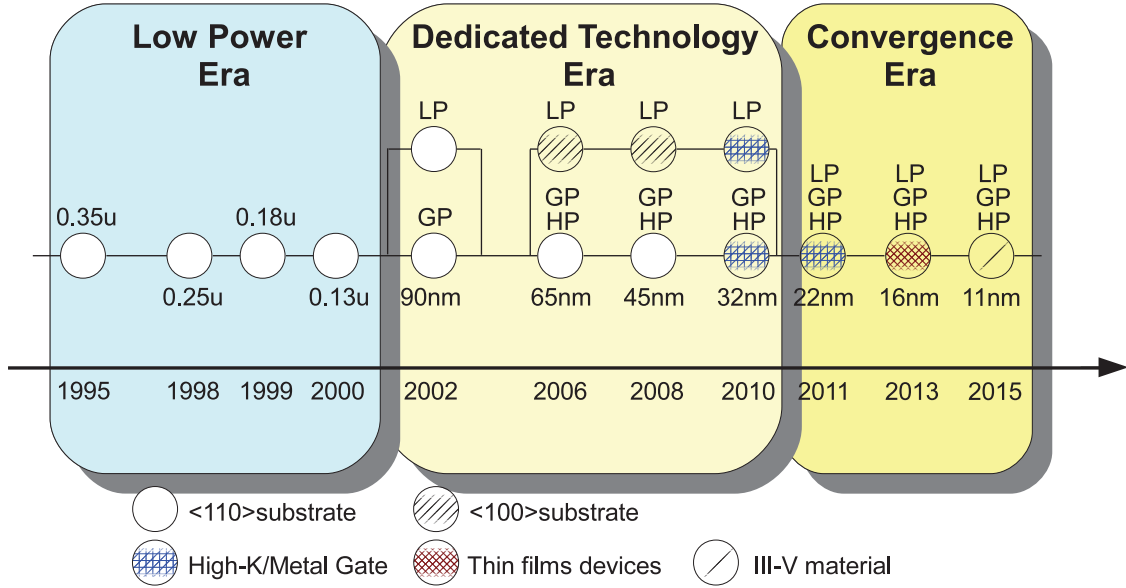 Low Power
Era
Dedicated Technology
Era
Convergence
Era
LP
LP
LP
LP
0.35u
0.18u
GP
GP
HP
GP
HP
GP
HP
LP
GP
HP
LP
GP
HP
LP
GP
HP
0.25u
0.13u
90nm
65nm
45nm
32nm
22nm
16nm
11nm
1995
1998
1999
2000
2002
2006
2008
2010
2011
2013
2015
<110>substrate
<100>substrate
High-K/Metal Gate
Thin films devices
III-V material